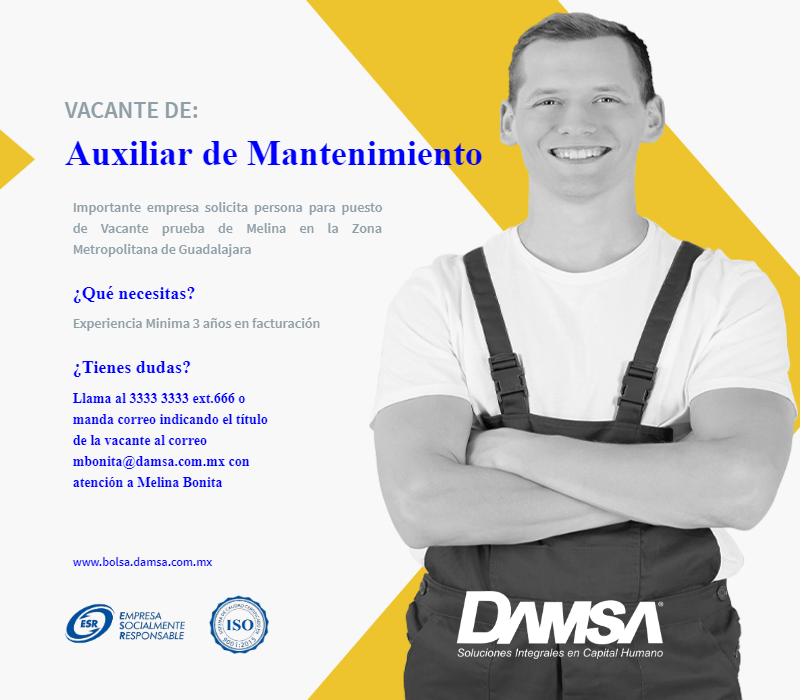 VACANTE DE:
Auxiliar de Mantenimiento
Importante empresa solicita persona para puesto
de Vacante prueba de Melina en la Zona
Metropolitana de Guadalajara
¿Qué necesitas?
Experiencia Minima 3 años en facturación
¿Tienes dudas?
Llama al 3333 3333 ext.666 o
manda correo indicando el título
de la vacante al correo
mbonita@damsa.com.mx con
atención a Melina Bonita
www.bolsa.damsa.com.mx
ESR
EMPRESA
SOCIALMENTE
RESPONSABLE
ISO
9001:2015
DAMSA®
Soluciones Integrales en Capital Humano